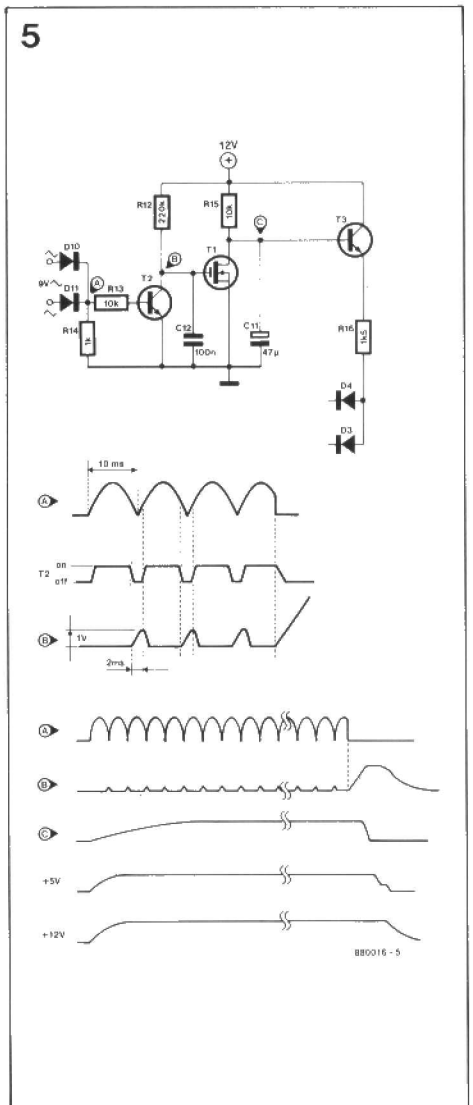 5
12V
+
R12
220k
R15
10k
C
T3
D10
B
T1
T2
9V
D11
A
R13
10k
R14
1k
C12
100n
C11
47µ
R16
1k5
D4
D3
10 ms
A
T2
on
off
B
1V
2ms
A
B
C
+5V
+12V
880016 - 5